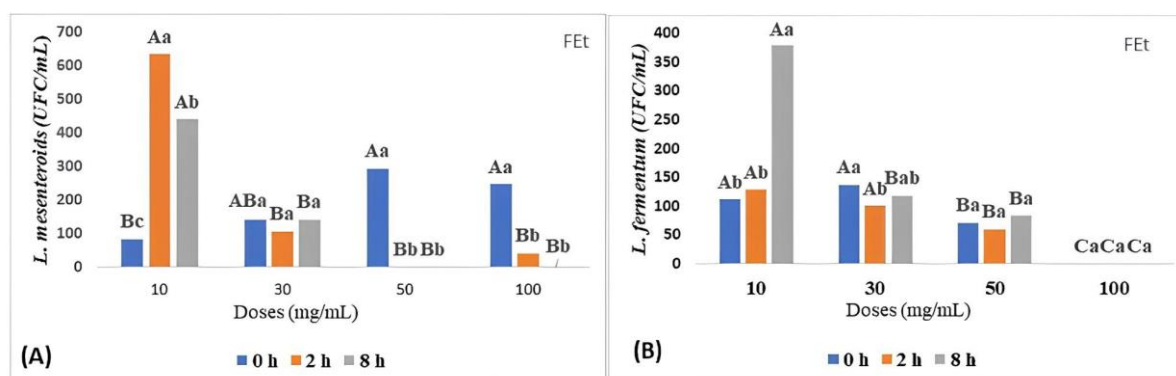 L. mesenteroids (UFC/mL)
700
600
500
400
300
200
100
0
FEt
Bc Aa Ab
ABa Ba Ba
Aa Bb Bb
Aa Bb Bb
10 30 50 100
Doses (mg/mL)
(A)
0 h 2 h 8 h
L. fermentum (UFC/mL)
400
350
300
250
200
150
100
50
0
FEt
Ab Ab Aa
Aa Ab Bab
Ba Ba Ba
Ca Ca Ca
10 30 50 100
Doses (mg/mL)
(B)
0 h 2 h 8 h